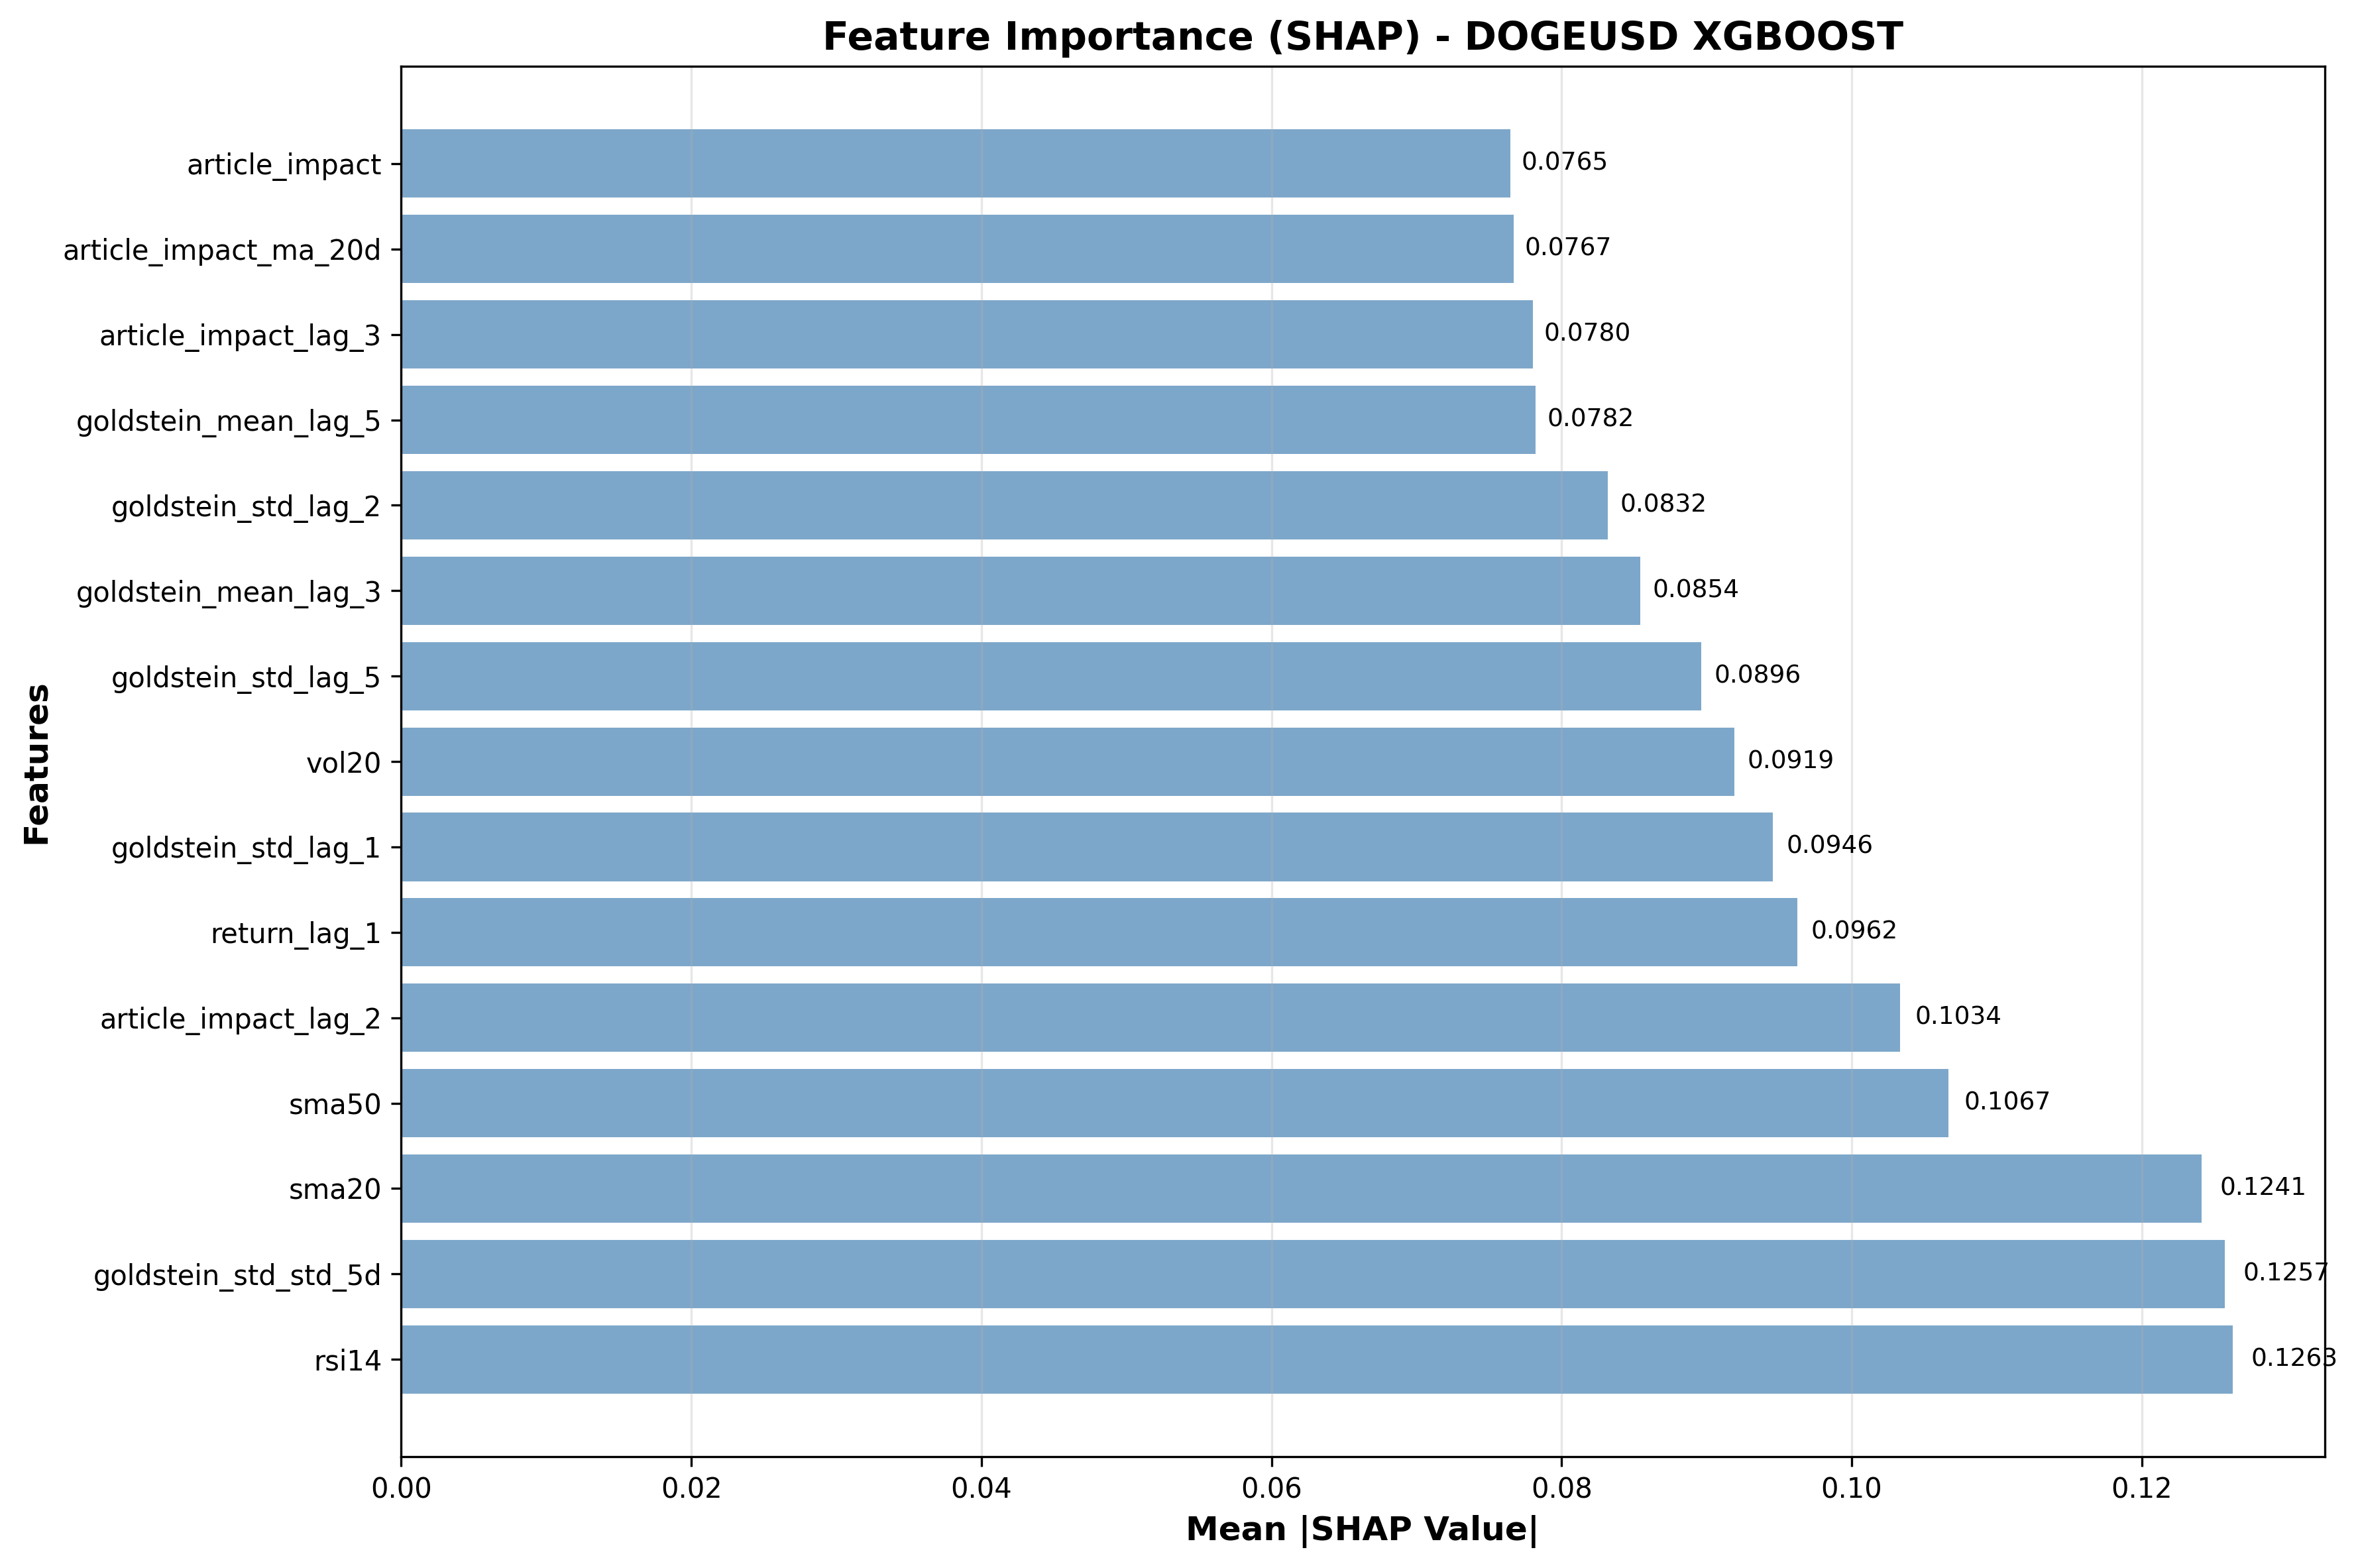 Feature Importance (SHAP) - DOGEUSD XGBOOST
Features
article_impact 0.0765
article_impact_ma_20d 0.0767
article_impact_lag_3 0.0780
goldstein_mean_lag_5 0.0782
goldstein_std_lag_2 0.0832
goldstein_mean_lag_3 0.0854
goldstein_std_lag_5 0.0896
vol20 0.0919
goldstein_std_lag_1 0.0946
return_lag_1 0.0962
article_impact_lag_2 0.1034
sma50 0.1067
sma20 0.1241
goldstein_std_std_5d 0.1257
rsi14 0.1263
0.00 0.02 0.04 0.06 0.08 0.10 0.12
Mean |SHAP Value|